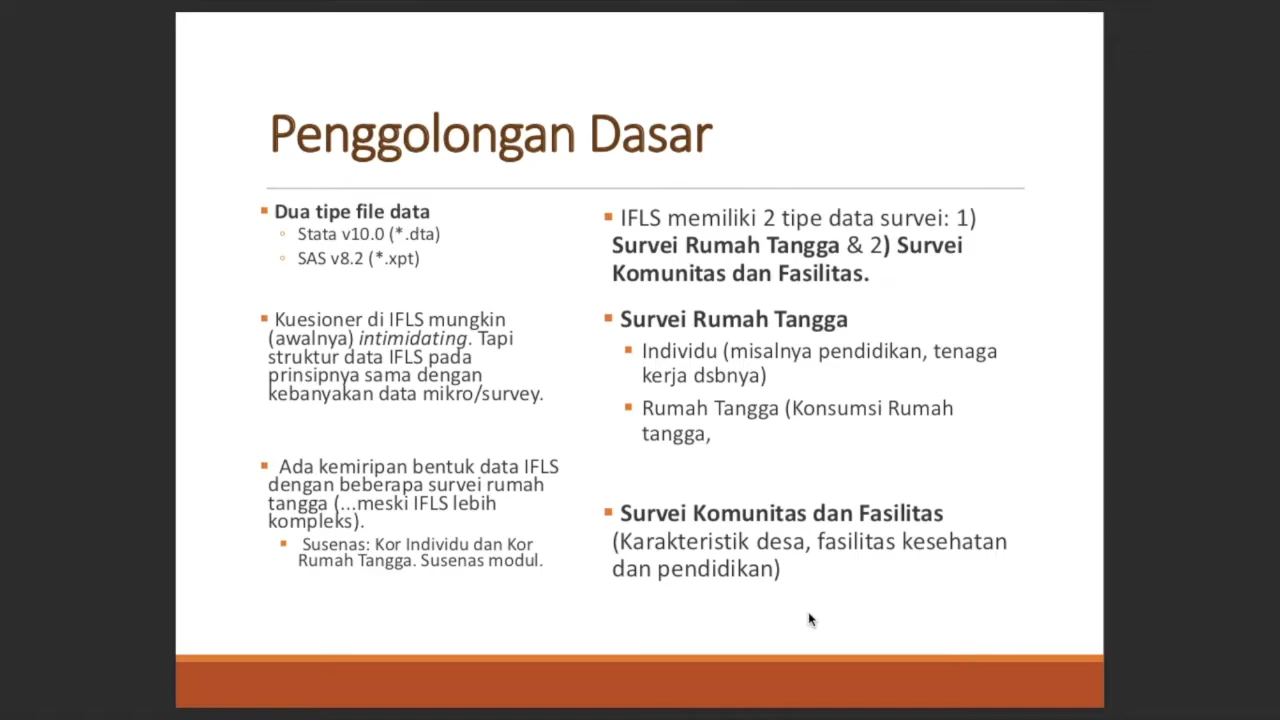 Penggolongan Dasar
Dua tipe file data
Stata v10.0 (*.dta)
SAS v8.2 (*.xpt)
Kuesioner di IFLS mungkin
(awalnya) intimidating. Tapi
struktur data IFLS pada
prinsipnya sama dengan
kebanyakan data mikro/survey.
Ada kemiripan bentuk data IFLS
dengan beberapa survei rumah
tangga (...meski IFLS lebih
kompleks).
Susenas: Kor Individu dan Kor
Rumah Tangga. Susenas modul.
IFLS memiliki 2 tipe data survei: 1)
Survei Rumah Tangga & 2) Survei
Komunitas dan Fasilitas.
Survei Rumah Tangga
Individu (misalnya pendidikan, tenaga
kerja dsbnya)
Rumah Tangga (Konsumsi Rumah
tangga,
Survei Komunitas dan Fasilitas
(Karakteristik desa, fasilitas kesehatan
dan pendidikan)